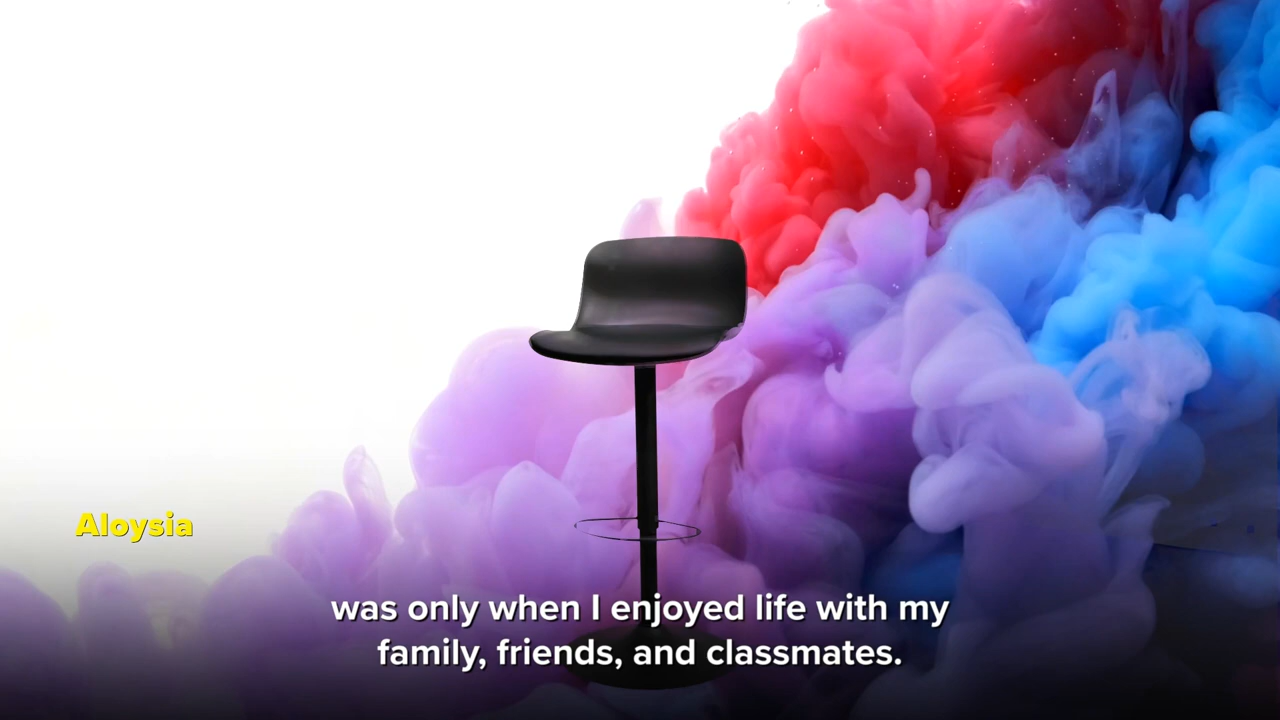 Aloysia
was only when I enjoyed life with my
family, friends, and classmates.